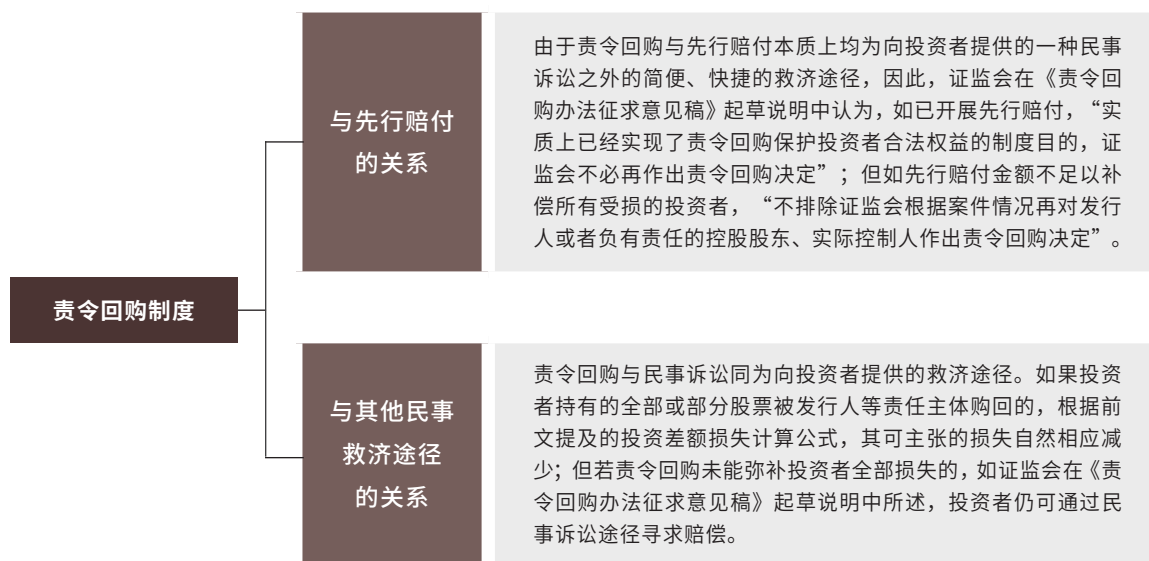 责令回购制度
与先行赔付
的关系
由于责令回购与先行赔付本质上均为向投资者提供的一种民事
诉讼之外的简便、快捷的救济途径，因此，证监会在《责令回
购办法征求意见稿》起草说明中认为，如已开展先行赔付，“实
质上已经实现了责令回购保护投资者合法权益的制度目的，证
监会不必再作出责令回购决定”；但如先行赔付金额不足以补
偿所有受损的投资者，“不排除证监会根据案件情况再对发行
人或者负有责任的控股股东、实际控制人作出责令回购决定”。
与其他民事
救济途径
的关系
责令回购与民事诉讼同为向投资者提供的救济途径。如果投资
者持有的全部或部分股票被发行人等责任主体购回的，根据前
文提及的投资差额损失计算公式，其可主张的损失自然相应减
少；但若责令回购未能弥补投资者全部损失的，如证监会在《责
令回购办法征求意见稿》起草说明中所述，投资者仍可通过民
事诉讼途径寻求赔偿。